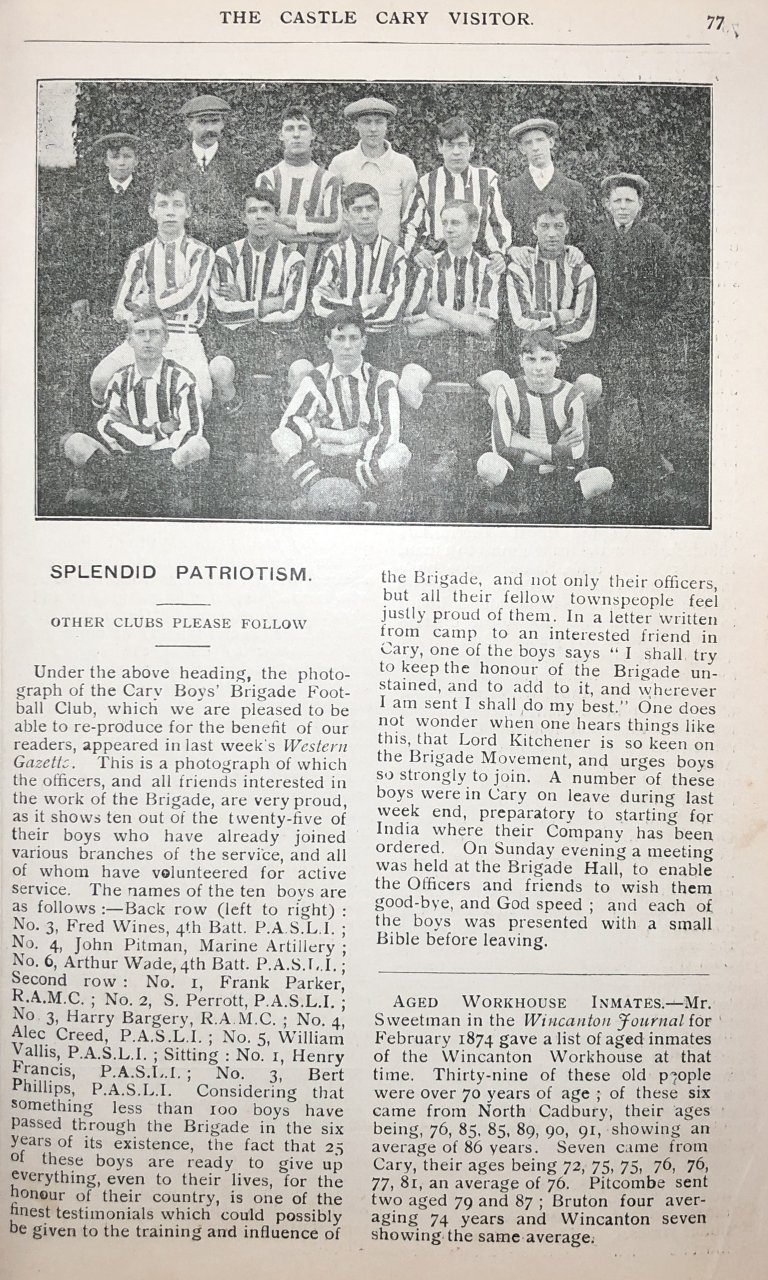 THE CASTLE CARY VISITOR.
77
SPLENDID PATRIOTISM.
OTHER CLUBS PLEASE FOLLOW
Under the above heading, the photo-
graph of the Cary Boys' Brigade Foot-
ball Club, which we are pleased to be
able to re-produce for the benefit of our
readers, appeared in last week's Western
Gazette. This is a photograph of which
the officers, and all friends interested in
the work of the Brigade, are very proud,
as it shows ten out of the twenty-five of
their boys who have already joined
various branches of the service, and all
of whom have volunteered for active
service. The names of the ten boys are
as follows :—Back row (left to right) :
No. 3, Fred Wines, 4th Batt. P.A.S.L.I. ;
No. 4, John Pitman, Marine Artillery ;
No. 6, Arthur Wade, 4th Batt. P.A.S.L.I. ;
Second row : No. 1, Frank Parker,
R.A.M.C. ; No. 2, S. Perrott, P.A.S.L.I. ;
No. 3, Harry Bargery, R.A.M.C. ; No. 4,
Alec Creed, P.A.S.L.I. ; No. 5, William
Vallis, P.A.S.L.I. ; Sitting : No. 1, Henry
Francis, P.A.S.L.I. ; No. 3, Bert
Phillips, P.A.S.L.I. Considering that
something less than 100 boys have
passed through the Brigade in the six
years of its existence, the fact that 25
of these boys are ready to give up
everything, even to their lives, for the
honour of their country, is one of the
finest testimonials which could possibly
be given to the training and influence of
the Brigade, and not only their officers,
but all their fellow townspeople feel
justly proud of them. In a letter written
from camp to an interested friend in
Cary, one of the boys says " I shall try
to keep the honour of the Brigade un-
stained, and to add to it, and wherever
I am sent I shall do my best." One does
not wonder when one hears things like
this, that Lord Kitchener is so keen on
the Brigade Movement, and urges boys
so strongly to join. A number of these
boys were in Cary on leave during last
week end, preparatory to starting for
India where their Company has been
ordered. On Sunday evening a meeting
was held at the Brigade Hall, to enable
the Officers and friends to wish them
good-bye, and God speed ; and each of
the boys was presented with a small
Bible before leaving.
AGED WORKHOUSE INMATES.—Mr.
Sweetman in the Wincanton Journal for
February 1874 gave a list of aged inmates
of the Wincanton Workhouse at that
time. Thirty-nine of these old people
were over 70 years of age ; of these six
came from North Cadbury, their ages
being, 76, 85, 85, 89, 90, 91, showing an
average of 86 years. Seven came from
Cary, their ages being 72, 75, 75, 76, 76,
77, 81, an average of 76. Pitcombe sent
two aged 79 and 87 ; Bruton four aver-
aging 74 years and Wincanton seven
showing the same average.